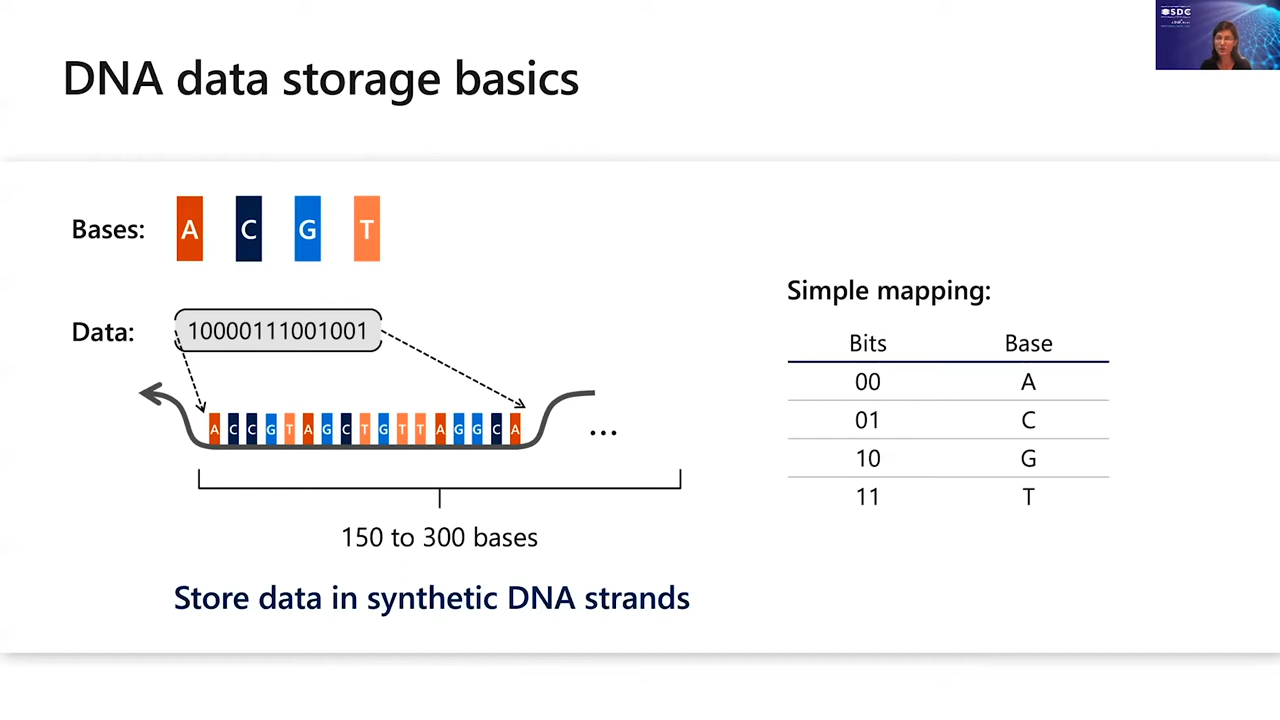 DNA data storage basics
SDC
Bases: A C G T
Data: 10000111001001
A C C G T A G C T G T T A G G C A ...
150 to 300 bases
Store data in synthetic DNA strands
Simple mapping:
Bits Base
00 A
01 C
10 G
11 T